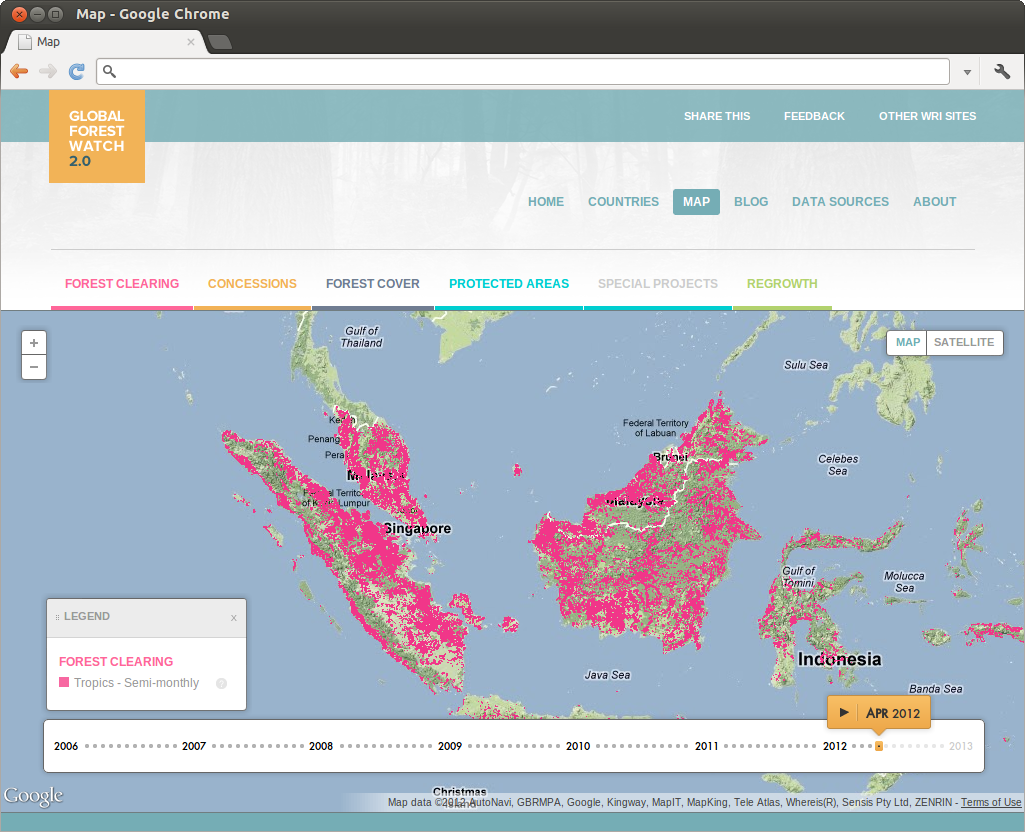 Map - Google Chrome
Map
SHARE THIS FEEDBACK OTHER WRI SITES
GLOBAL
FOREST
WATCH
2.0
HOME COUNTRIES MAP BLOG DATA SOURCES ABOUT
FOREST CLEARING CONCESSIONS FOREST COVER PROTECTED AREAS SPECIAL PROJECTS REGROWTH
+
−
MAP SATELLITE
Gulf of
Thailand
Sulu Sea
Penang
Federal Territory
of Labuan
Brunei
Celebes
Sea
Malaysia
Malaysia
Singapore
Gulf of
Tomini
Molucca
Sea
Indonesia
Java Sea
Banda Sea
LEGEND x
FOREST CLEARING
Tropics - Semi-monthly ?
APR 2012
2006 2007 2008 2009 2010 2011 2012 2013
Christmas
Island
Google
Map data ©2012 AutoNavi, GBRMPA, Google, Kingway, MapIT, MapKing, Tele Atlas, Whereis(R), Sensis Pty Ltd, ZENRIN - Terms of Use